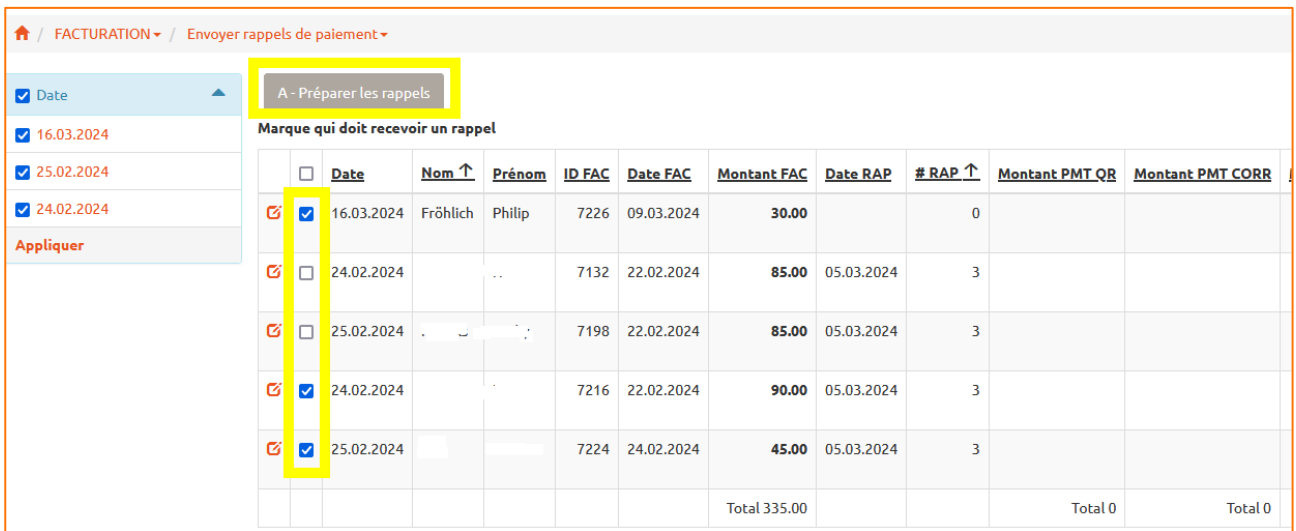 / FACTURATION / Envoyer rappels de paiement
Date
16.03.2024
25.02.2024
24.02.2024
Appliquer
A - Préparer les rappels
Marque qui doit recevoir un rappel
Date Nom ↑ Prénom ID FAC Date FAC Montant FAC Date RAP # RAP ↑ Montant PMT QR Montant PMT CORR
16.03.2024 Fröhlich Philip 7226 09.03.2024 30.00 0
24.02.2024 7132 22.02.2024 85.00 05.03.2024 3
25.02.2024 7198 22.02.2024 85.00 05.03.2024 3
24.02.2024 7216 22.02.2024 90.00 05.03.2024 3
25.02.2024 7224 24.02.2024 45.00 05.03.2024 3
Total 335.00 Total 0 Total 0